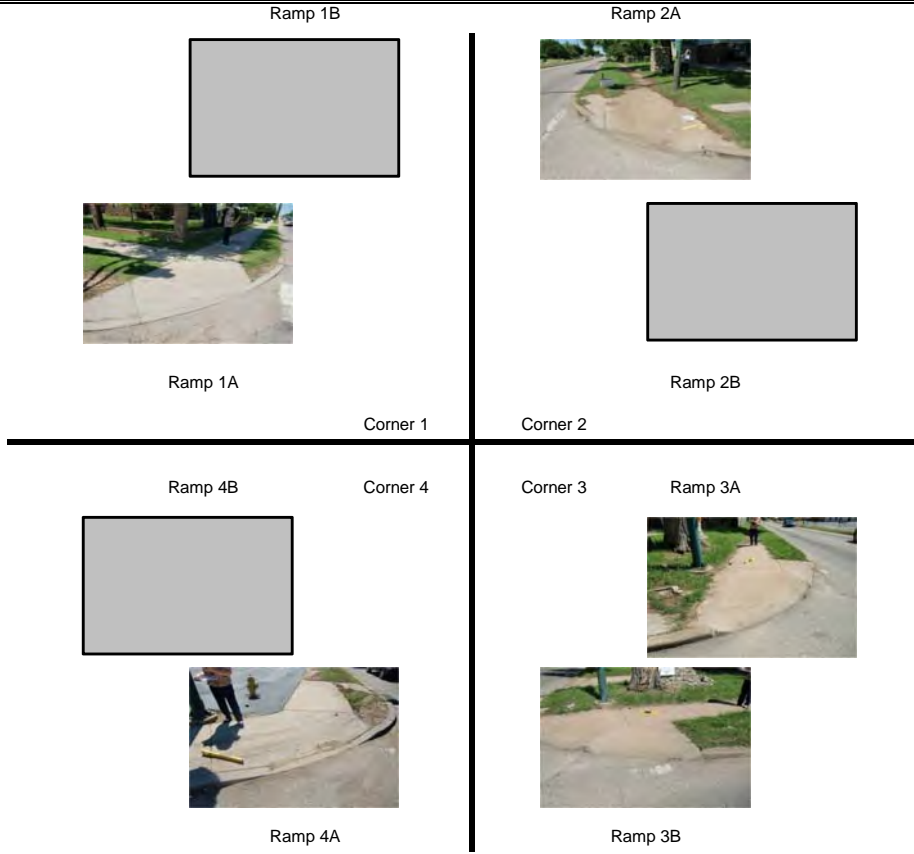 Ramp 1B Ramp 2A
Ramp 1A Ramp 2B
Corner 1 Corner 2
Ramp 4B Corner 4 Corner 3 Ramp 3A
Ramp 4A Ramp 3B